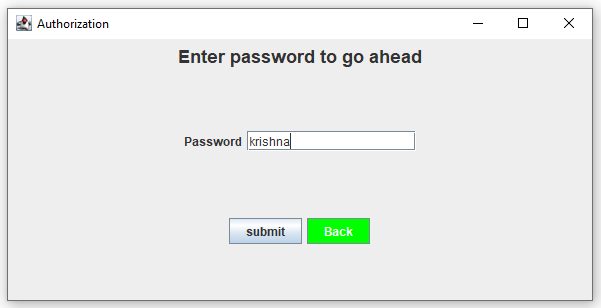 Authorization
Enter password to go ahead
Password krishna
submit Back